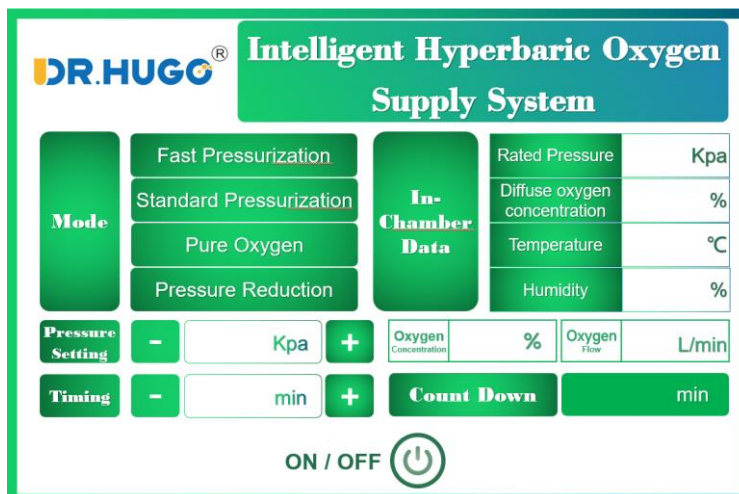 DR.HUGO®
Intelligent Hyperbaric Oxygen
Supply System
Mode
Fast Pressurization
Standard Pressurization
Pure Oxygen
Pressure Reduction
In-
Chamber
Data
Rated Pressure Kpa
Diffuse oxygen
concentration
%
Temperature ℃
Humidity %
Pressure
Setting
- Kpa +
Oxygen
Concentration
%
Oxygen
Flow
L/min
Timing - min +
Count Down min
ON / OFF